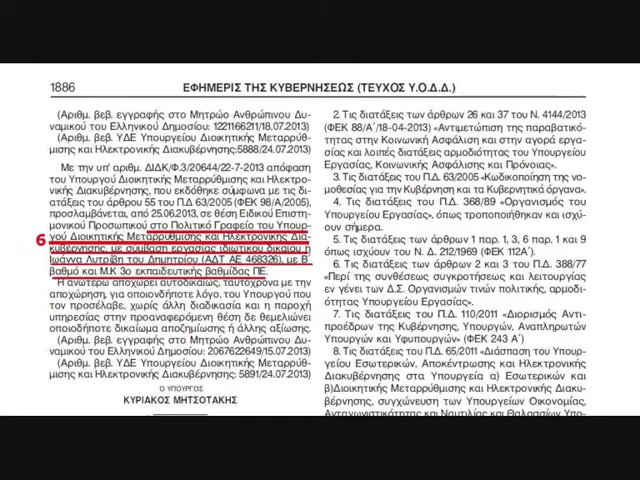 1886
ΕΦΗΜΕΡΙΣ ΤΗΣ ΚΥΒΕΡΝΗΣΕΩΣ (ΤΕΥΧΟΣ Υ.Ο.Δ.Δ.)
(Αριθμ. βεβ. εγγραφής στο Μητρώο Ανθρώπινου Δυ-
ναμικού του Ελληνικού Δημοσίου: 1221166211/18.07.2013)
(Αριθμ. βεβ. ΥΔΕ Υπουργείου Διοικητικής Μεταρρύθ-
μισης και Ηλεκτρονικής Διακυβέρνησης:5888/24.07.2013)
Με την υπ' αριθμ. ΔΙΔΚ/Φ.3/20644/22-7-2013 απόφαση
του Υπουργού Διοικητικής Μεταρρύθμισης και Ηλεκτρο-
νικής Διακυβέρνησης, που εκδόθηκε σύμφωνα με τις δι-
ατάξεις του άρθρου 55 του Π.Δ 63/2005 (ΦΕΚ 98/Α/2005),
προσλαμβάνεται, από 25.06.2013, σε θέση Ειδικού Επιστη-
μονικού Προσωπικού στο Πολιτικό Γραφείο του Υπουρ-
6 γού Διοικητικής Μεταρρύθμισης και Ηλεκτρονικής Δια-
κυβέρνησης, με σύμβαση εργασίας ιδιωτικού δικαίου η
Ιωάννα Λυτρίβη του Δημητρίου (ΑΔΤ ΑΕ 468326), με Β΄
βαθμό και Μ.Κ 3ο εκπαιδευτικής βαθμίδας ΠΕ.
Η ανωτέρω αποχωρεί αυτοδικαίως, ταυτόχρονα με την
αποχώρηση, για οποιονδήποτε λόγο, του Υπουργού που
τον προσέλαβε, χωρίς άλλη διαδικασία και η παροχή
υπηρεσίας στην προαναφερόμενη θέση δε θεμελιώνει
οποιοδήποτε δικαίωμα αποζημίωσης ή άλλης αξίωσης.
(Αριθμ. βεβ. εγγραφής στο Μητρώο Ανθρώπινου Δυ-
ναμικού του Ελληνικού Δημοσίου: 2067622649/15.07.2013)
(Αριθμ. βεβ. ΥΔΕ Υπουργείου Διοικητικής Μεταρρύθ-
μισης και Ηλεκτρονικής Διακυβέρνησης: 5891/24.07.2013)
Ο ΥΠΟΥΡΓΟΣ
ΚΥΡΙΑΚΟΣ ΜΗΤΣΟΤΑΚΗΣ
2. Τις διατάξεις των άρθρων 26 και 37 του Ν. 4144/2013
(ΦΕΚ 88/Α΄/18-04-2013) «Αντιμετώπιση της παραβατικό-
τητας στην Κοινωνική Ασφάλιση και στην αγορά εργα-
σίας και λοιπές διατάξεις αρμοδιότητας του Υπουργείου
Εργασίας, Κοινωνικής Ασφάλισης και Πρόνοιας».
3. Τις διατάξεις του Π.Δ. 63/2005 «Κωδικοποίηση της νο-
μοθεσίας για την Κυβέρνηση και τα Κυβερνητικά όργανα».
4. Τις διατάξεις του Π.Δ. 368/89 «Οργανισμός του
Υπουργείου Εργασίας», όπως τροποποιήθηκαν και ισχύ-
ουν σήμερα.
5. Τις διατάξεις των άρθρων 1 παρ. 1, 3, 6 παρ. 1 και 9
όπως ισχύουν του Ν. Δ. 212/1969 (ΦΕΚ 112Α΄).
6. Τις διατάξεις των άρθρων 2 και 3 του Π.Δ. 388/77
«Περί της συνθέσεως συγκροτήσεως και λειτουργίας
εν γένει των Δ.Σ. Οργανισμών τινών πολιτικής, αρμοδι-
ότητας Υπουργείου Εργασίας».
7. Τις διατάξεις του Π.Δ. 110/2011 «Διορισμός Αντι-
προέδρων της Κυβέρνησης, Υπουργών, Αναπληρωτών
Υπουργών και Υφυπουργών» (ΦΕΚ 243 Α΄)
8. Τις διατάξεις του Π.Δ. 65/2011 «Διάσπαση του Υπουρ-
γείου Εσωτερικών, Αποκέντρωσης και Ηλεκτρονικής
Διακυβέρνησης στα Υπουργεία α) Εσωτερικών και
β)Διοικητικής Μεταρρύθμισης και Ηλεκτρονικής Διακυ-
βέρνησης, συγχώνευση των Υπουργείων Οικονομίας,
Ανταγωνιστικότητας και Ναυτιλίας και Θαλασσίων Υπο-